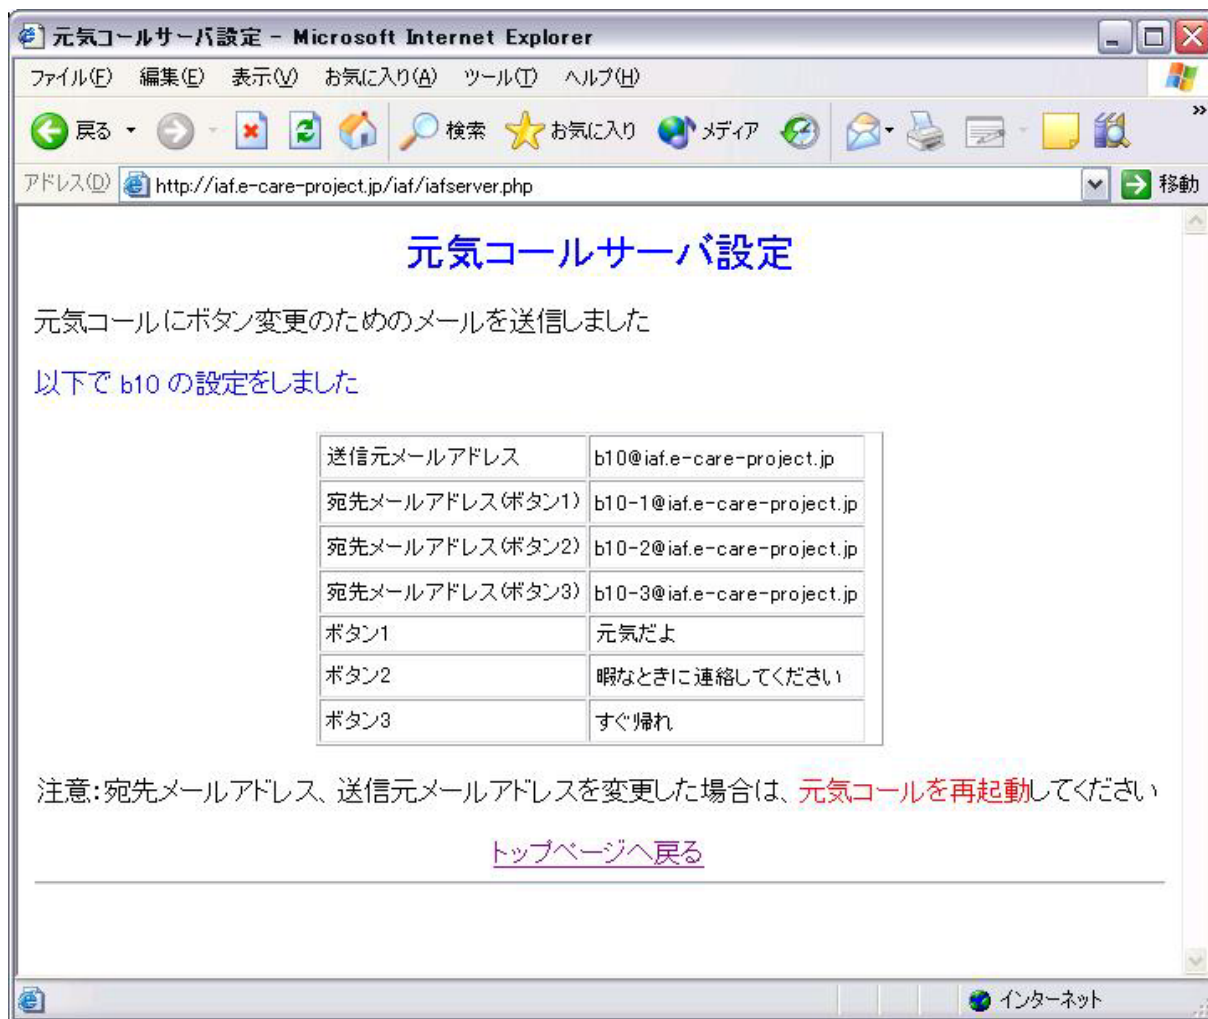 元気コールサーバ設定 - Microsoft Internet Explorer
ファイル(F) 編集(E) 表示(V) お気に入り(A) ツール(T) ヘルプ(H)
戻る 検索 お気に入り メディア »
アドレス(D) http://iaf.e-care-project.jp/iaf/iafserver.php 移動
元気コールサーバ設定
元気コールにボタン変更のためのメールを送信しました
以下で b10 の設定をしました
送信元メールアドレス b10@iaf.e-care-project.jp
宛先メールアドレス(ボタン1) b10-1@iaf.e-care-project.jp
宛先メールアドレス(ボタン2) b10-2@iaf.e-care-project.jp
宛先メールアドレス(ボタン3) b10-3@iaf.e-care-project.jp
ボタン1 元気だよ
ボタン2 暇なときに連絡してください
ボタン3 すぐ帰れ
注意:宛先メールアドレス、送信元メールアドレスを変更した場合は、元気コールを再起動してください
トップページへ戻る
インターネット